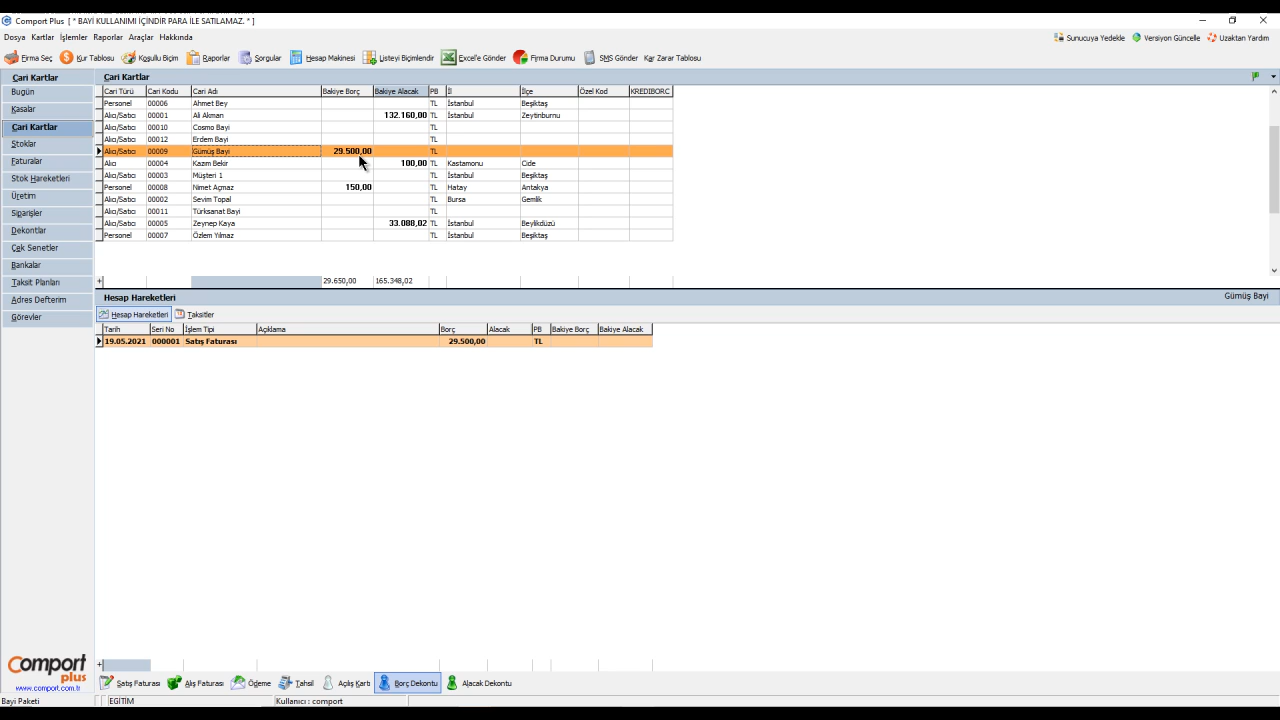 Comport Plus [ * BAYİ KULLANIMI İÇİNDİR PARA İLE SATILAMAZ. * ]
Dosya Kartlar İşlemler Raporlar Araçlar Hakkında
Sunucuya Yedekle Versiyon Güncelle Uzaktan Yardım
Firma Seç Kur Tablosu Koşullu Biçim Raporlar Sorgular Hesap Makinesi Listeyi Biçimlendir Excel'e Gönder Firma Durumu SMS Gönder Kar Zarar Tablosu
Cari Kartlar
Bugün
Kasalar
Cari Kartlar
Stoklar
Faturalar
Stok Hareketleri
Üretim
Siparişler
Dekontlar
Çek Senetler
Bankalar
Taksit Planları
Adres Defterim
Görevler
Cari Kartlar
Cari Türü Cari Kodu Cari Adı Bakiye Borç Bakiye Alacak PB İl İlçe Özel Kod KREDIBORC
Personel 00006 Ahmet Bey TL İstanbul Beşiktaş
Alıcı/Satıcı 00001 Ali Akman 132.160,00 TL İstanbul Zeytinburnu
Alıcı/Satıcı 00010 Cosmo Bayi TL
Alıcı/Satıcı 00012 Erdem Bayi TL
Alıcı/Satıcı 00009 Gümüş Bayi 29.500,00 TL
Alıcı 00004 Kazım Bekir 100,00 TL Kastamonu Cide
Alıcı/Satıcı 00003 Müşteri 1 TL İstanbul Beşiktaş
Personel 00008 Nimet Açmaz 150,00 TL Hatay Antakya
Alıcı/Satıcı 00002 Sevim Topal TL Bursa Gemlik
Alıcı/Satıcı 00011 Türksanat Bayi TL
Alıcı/Satıcı 00005 Zeynep Kaya 33.088,02 TL İstanbul Beylikdüzü
Personel 00007 Özlem Yılmaz TL İstanbul Beşiktaş
29.650,00 165.348,02
Hesap Hareketleri Gümüş Bayi
Hesap Hareketleri Taksitler
Tarih Seri No İşlem Tipi Açıklama Borç Alacak PB Bakiye Borç Bakiye Alacak
19.05.2021 000001 Satış Faturası 29.500,00 TL
Comport
plus
www.comport.com.tr
Satış Faturası Alış Faturası Ödeme Tahsil Açılış Kartı Borç Dekontu Alacak Dekontu
Bayi Paketi EGİTİM Kullanıcı : comport